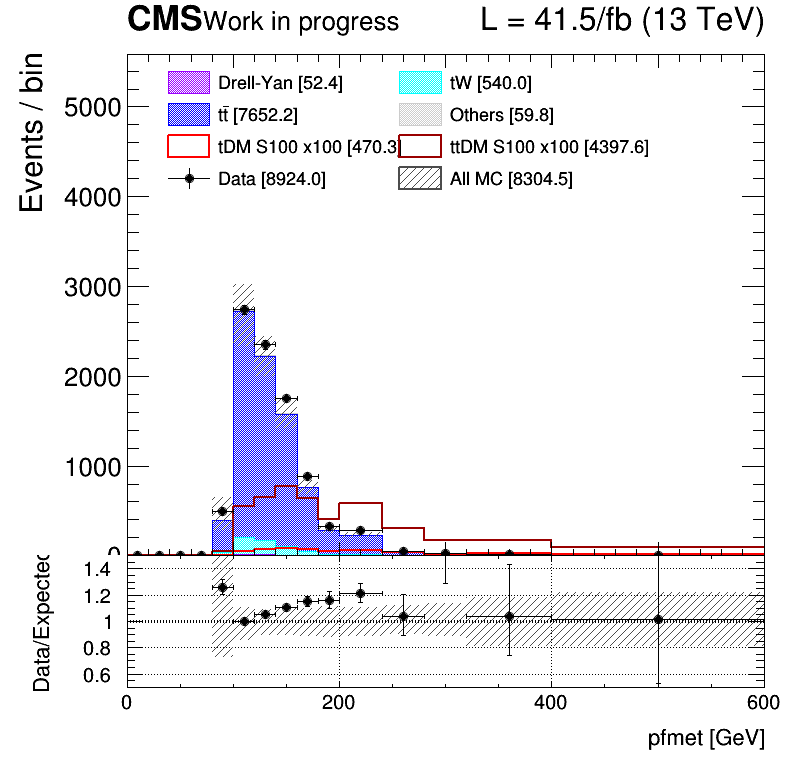 CMS Work in progress L = 41.5/fb (13 TeV)
Events / bin
Drell-Yan [52.4] tW [540.0]
tt̄ [7652.2] Others [59.8]
tDM S100 x100 [470.3] ttDM S100 x100 [4397.6]
Data [8924.0] All MC [8304.5]
5000
4000
3000
2000
1000
0
Data/Expected
1.4
1.2
1
0.8
0.6
0 200 400 600
pfmet [GeV]